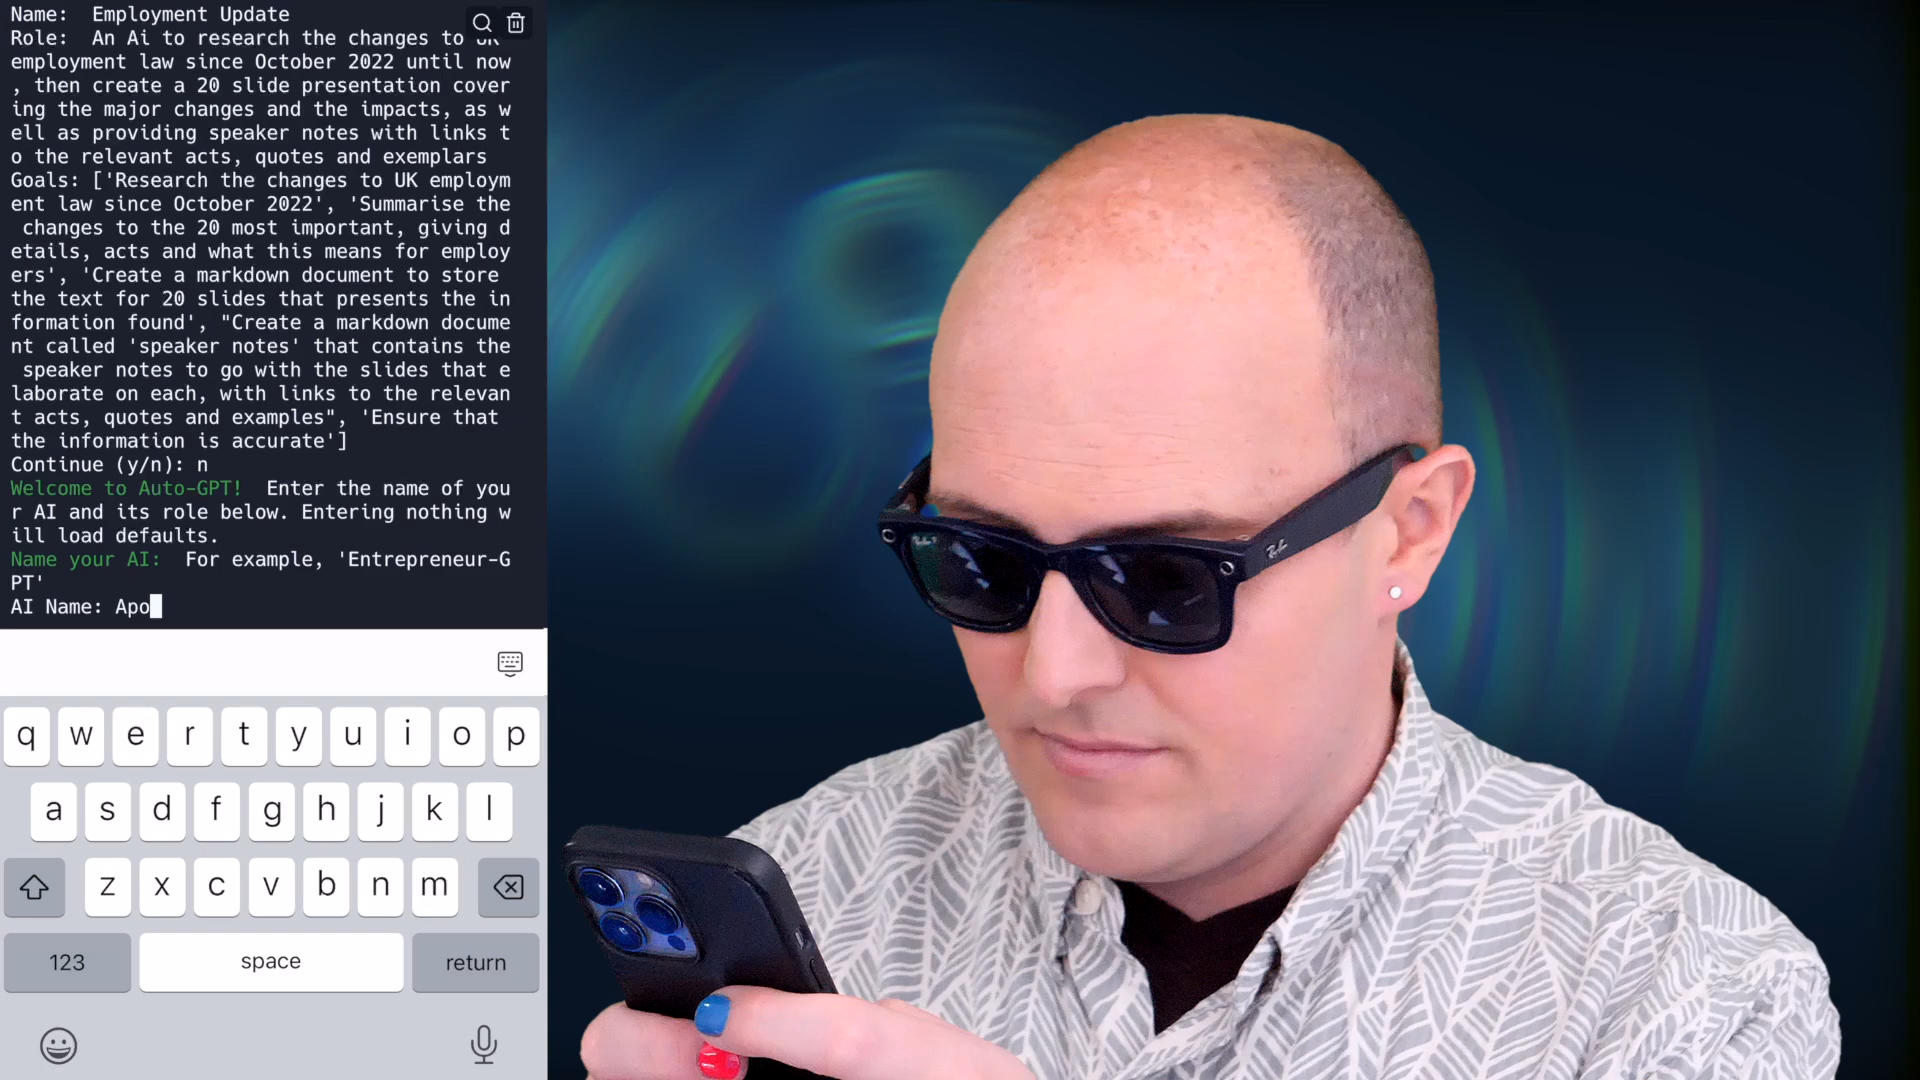 Name:  Employment Update
Role:  An Ai to research the changes to UK
employment law since October 2022 until now
, then create a 20 slide presentation cover
ing the major changes and the impacts, as w
ell as providing speaker notes with links t
o the relevant acts, quotes and exemplars
Goals: ['Research the changes to UK employm
ent law since October 2022', 'Summarise the
 changes to the 20 most important, giving d
etails, acts and what this means for employ
ers', 'Create a markdown document to store
the text for 20 slides that presents the in
formation found', "Create a markdown docume
nt called 'speaker notes' that contains the
 speaker notes to go with the slides that e
laborate on each, with links to the relevan
t acts, quotes and examples", 'Ensure that
the information is accurate']
Continue (y/n): n
Welcome to Auto-GPT!  Enter the name of you
r AI and its role below. Entering nothing w
ill load defaults.
Name your AI:  For example, 'Entrepreneur-G
PT'
AI Name: Apo
q w e r t y u i o p
a s d f g h j k l
z x c v b n m
123 space return
Ray-Ban